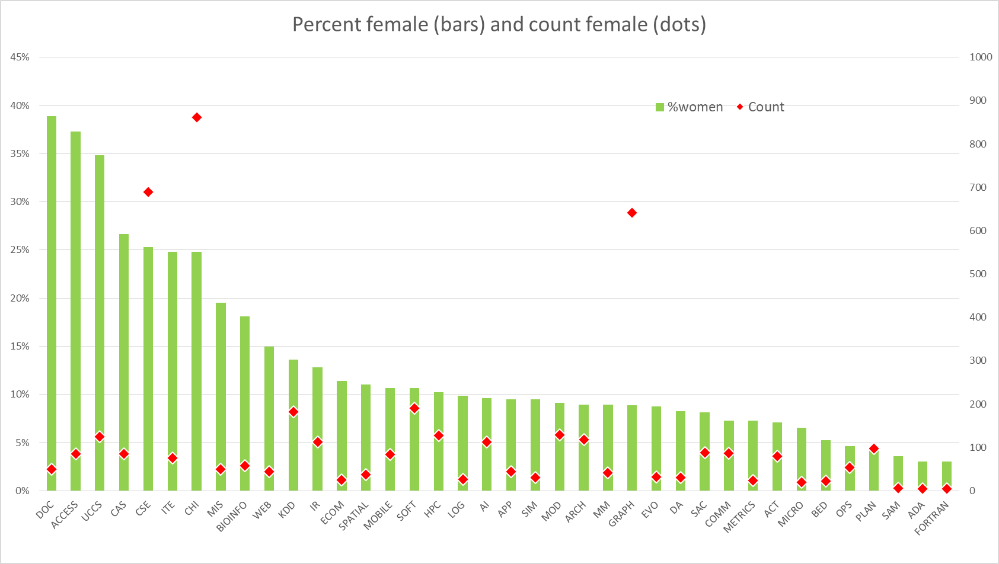 Percent female (bars) and count female (dots)
%women Count
45%
40%
35%
30%
25%
20%
15%
10%
5%
0%
1000
900
800
700
600
500
400
300
200
100
0
DOC
ACCESS
UCCS
CAS
CSE
ITE
CHI
MIS
BIOINFO
WEB
KDD
IR
ECOM
SPATIAL
MOBILE
SOFT
HPC
LOG
AI
APP
SIM
MOD
ARCH
MM
GRAPH
EVO
DA
SAC
COMM
METRICS
ACT
MICRO
BED
OPS
PLAN
SAM
ADA
FORTRAN